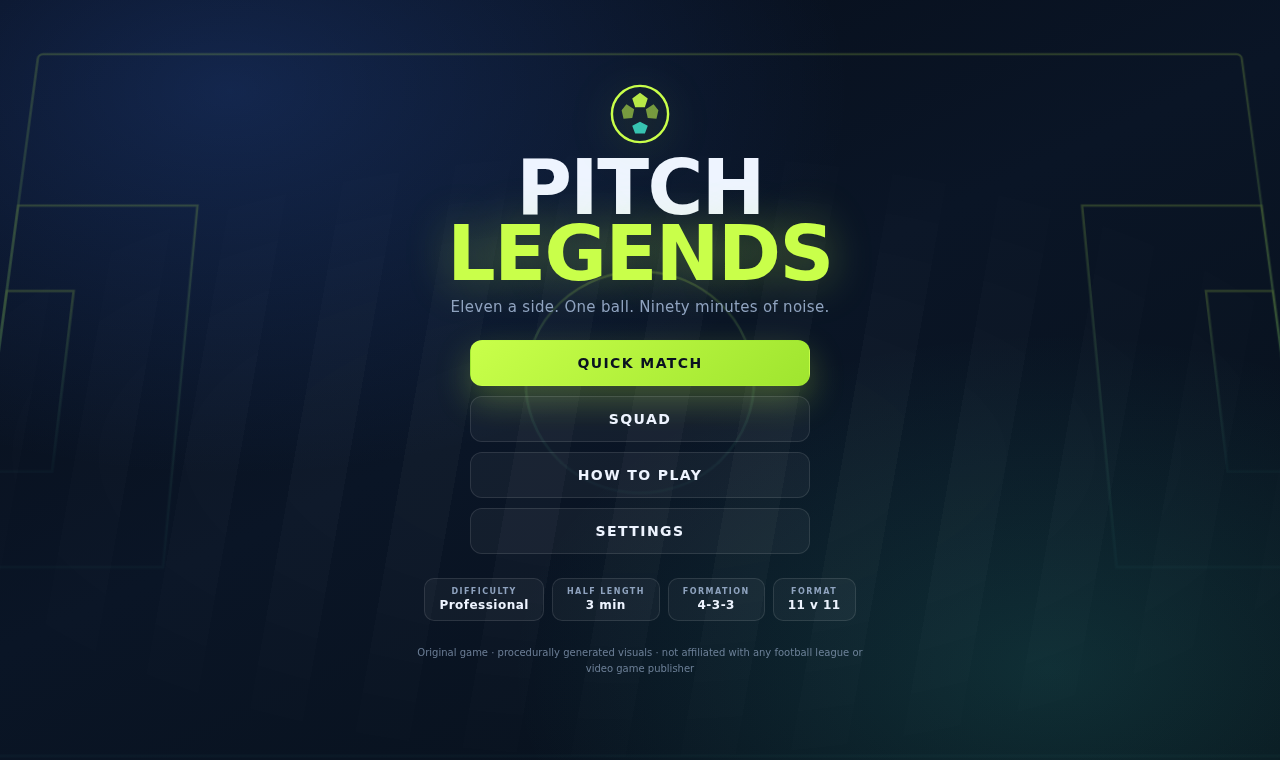 PITCH
LEGENDS
Eleven a side. One ball. Ninety minutes of noise.
QUICK MATCH
SQUAD
HOW TO PLAY
SETTINGS
DIFFICULTY
Professional
HALF LENGTH
3 min
FORMATION
4-3-3
FORMAT
11 v 11
Original game · procedurally generated visuals · not affiliated with any football league or
video game publisher